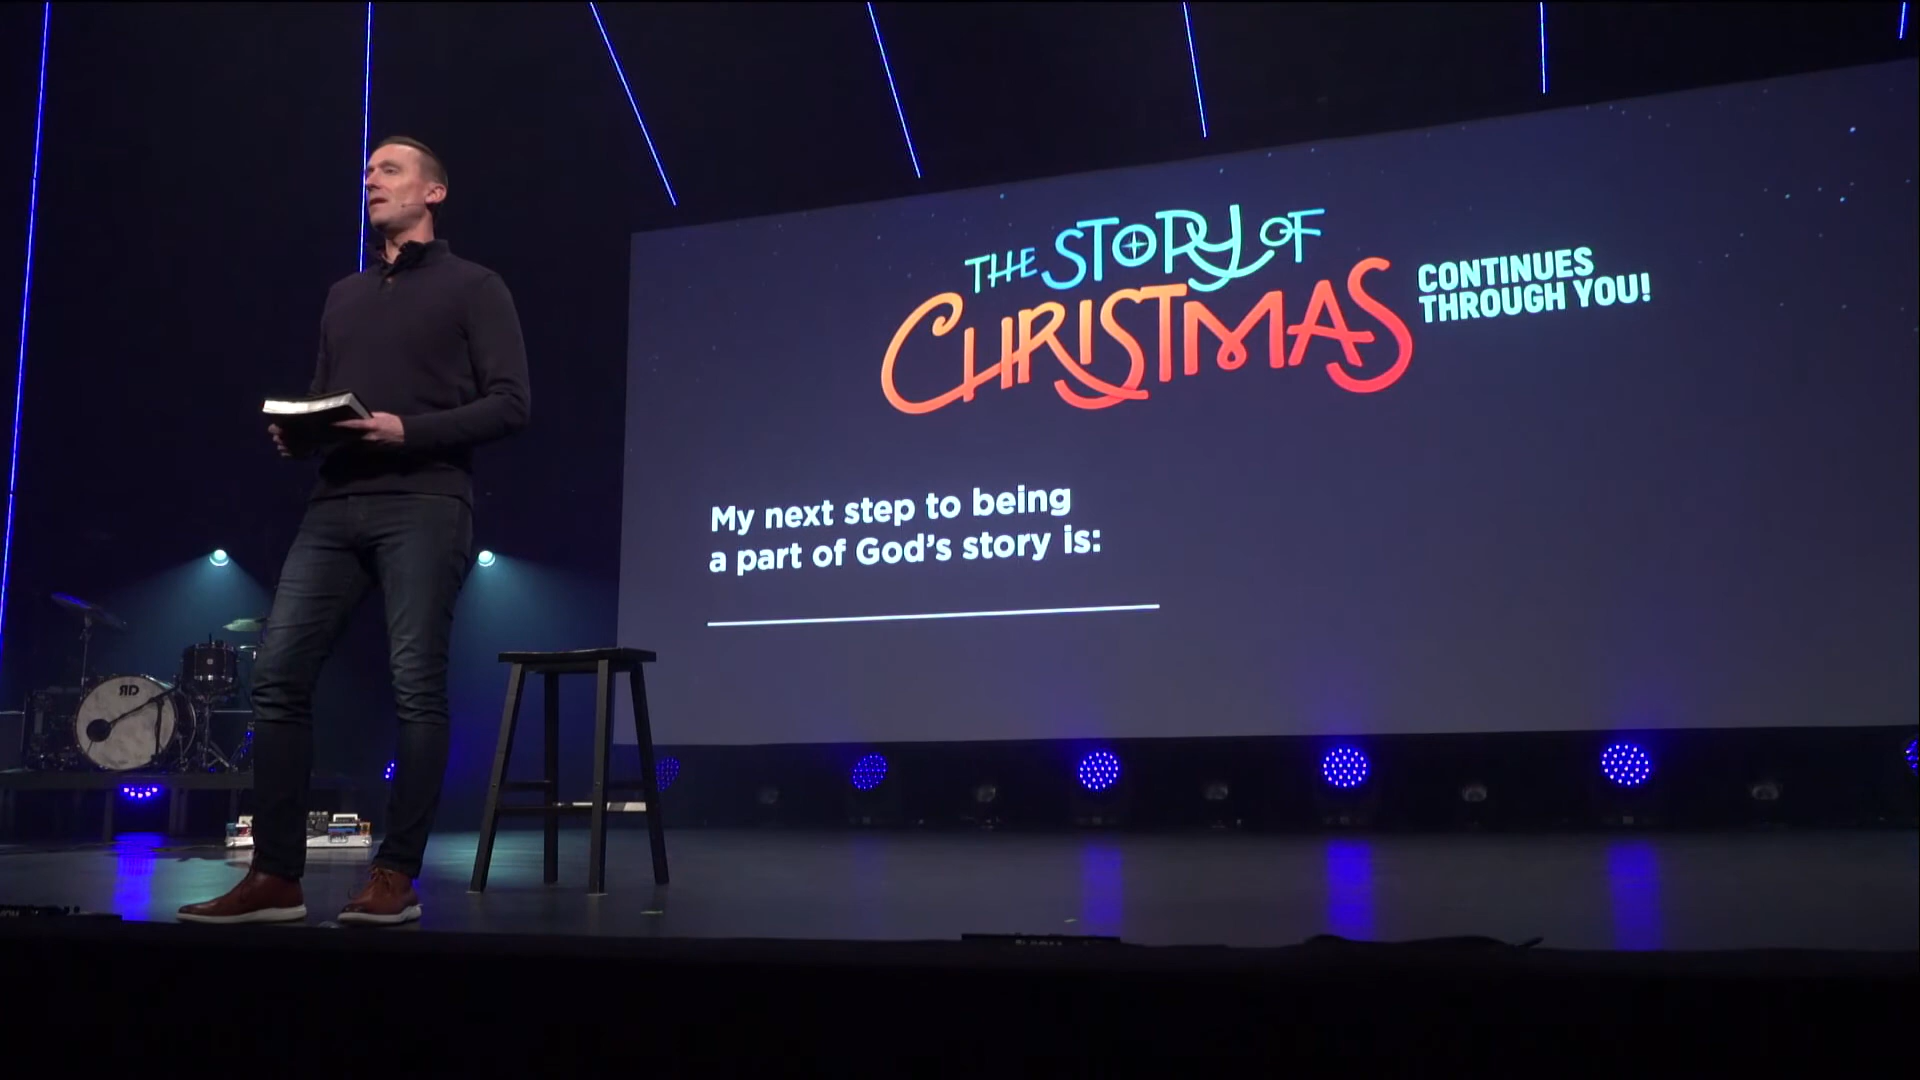 THE STORY OF
CHRISTMAS
CONTINUES
THROUGH YOU!
My next step to being
a part of God's story is: